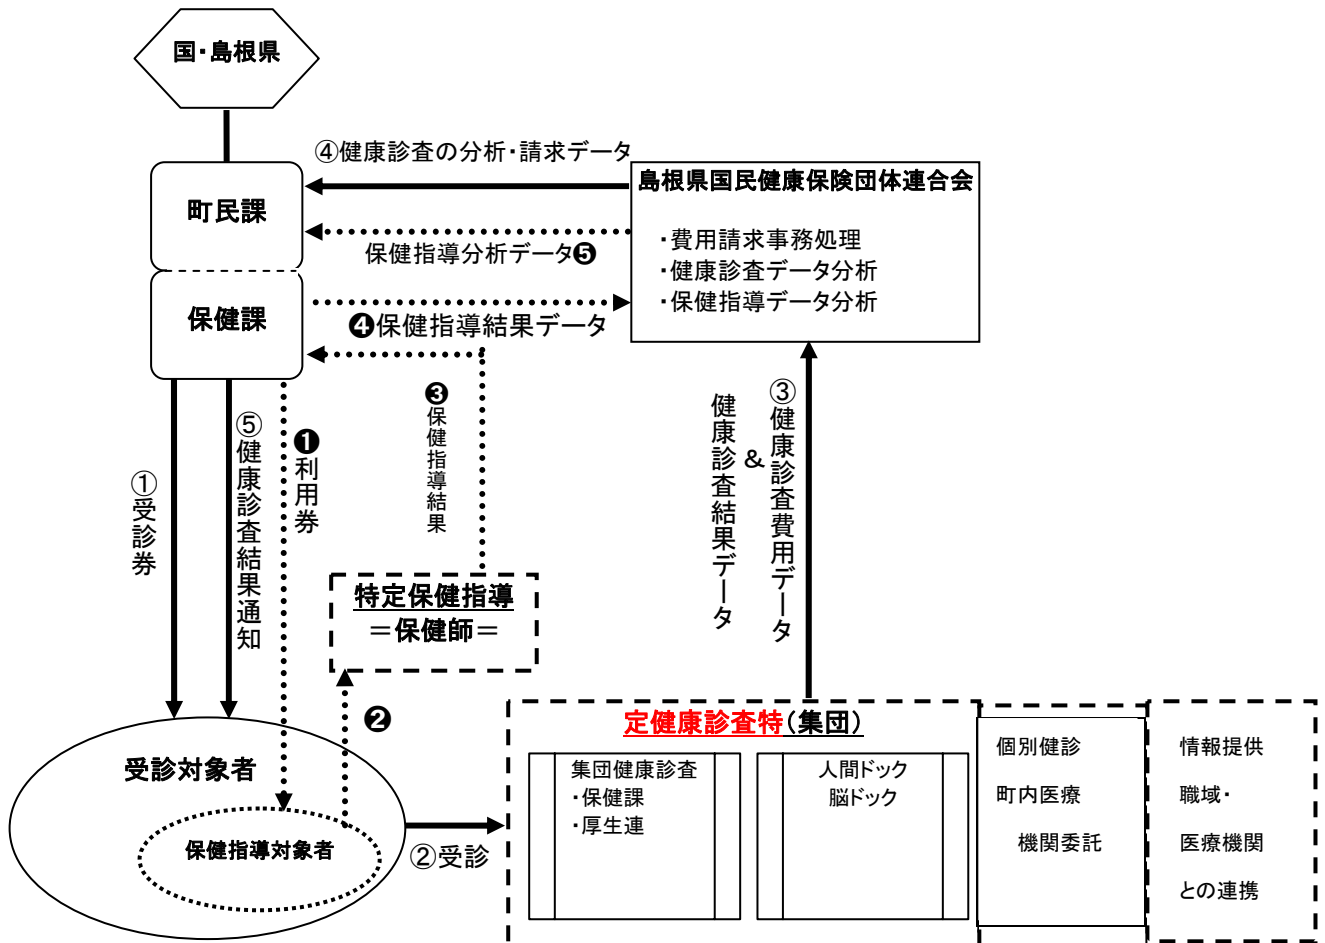 国・島根県
④健康診査の分析・請求データ
町民課
保健指導分析データ❺
保健課
❹保健指導結果データ
島根県国民健康保険団体連合会
・費用請求事務処理
・健康診査データ分析
・保健指導データ分析
①受診券
⑤健康診査結果通知
❶利用券
❸保健指導結果
③健康診査費用データ
&
健康診査結果データ
特定保健指導
=保健師=
❷
受診対象者
保健指導対象者
②受診
定健康診査特(集団)
集団健康診査
・保健課
・厚生連
人間ドック
脳ドック
個別健診
町内医療
機関委託
情報提供
職域・
医療機関
との連携